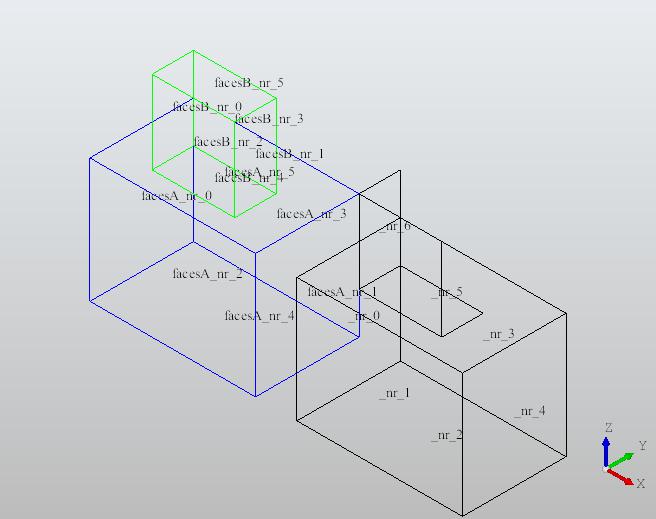 facesB_nr_5
facesB_nr_0
facesB_nr_3
facesB_nr_2
facesB_nr_1
facesA_nr_5
facesB_nr_4
facesA_nr_0
facesA_nr_3
_nr_6
facesA_nr_2
facesA_nr_1
_nr_5
facesA_nr_4
_nr_0
_nr_3
_nr_1
_nr_4
_nr_2
Z
Y
X